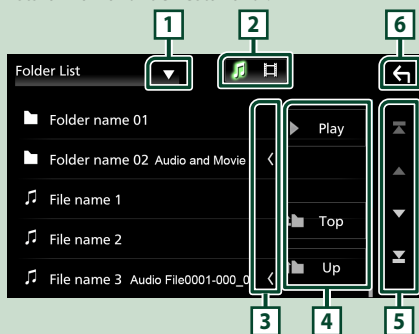 1
2
6
Folder List
Folder name 01
Play
Folder name 02 Audio and Movie
File name 1
File name 2
Top
File name 3 Audio File0001-000_0
Up
3
4
5